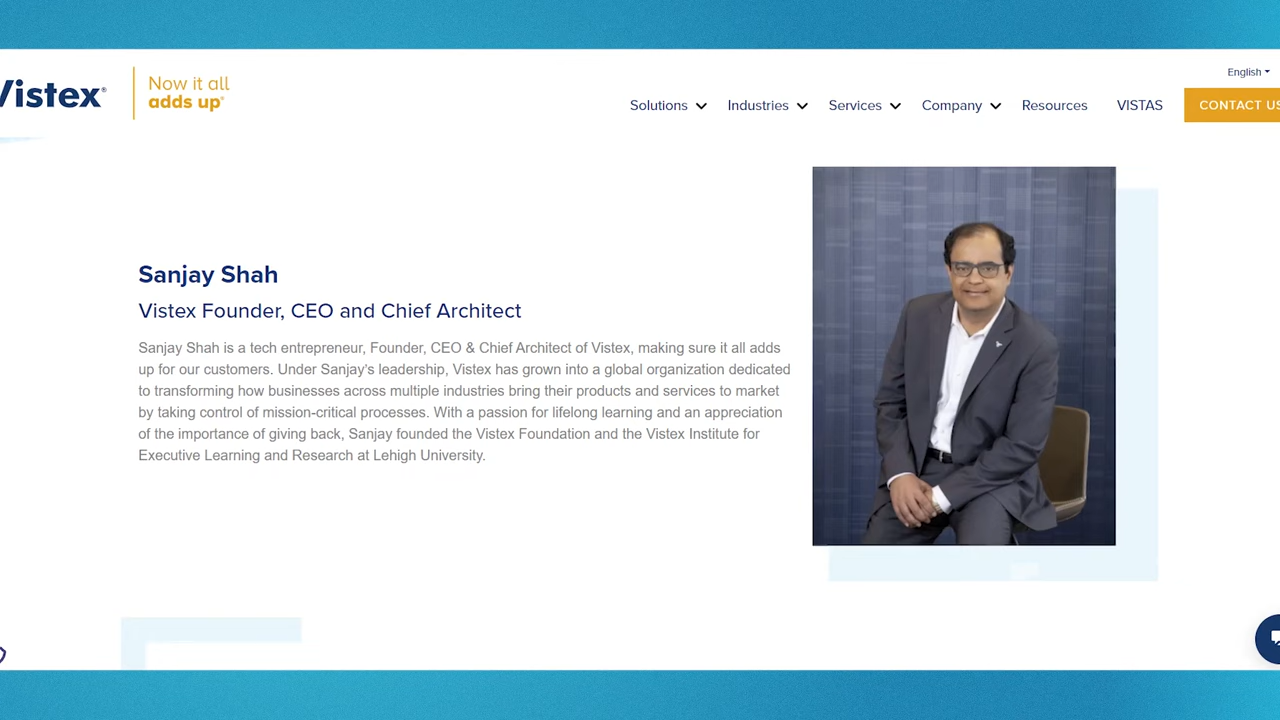 Vistex®
Now it all
adds up®
English
Solutions
Industries
Services
Company
Resources
VISTAS
CONTACT US
Sanjay Shah
Vistex Founder, CEO and Chief Architect
Sanjay Shah is a tech entrepreneur, Founder, CEO & Chief Architect of Vistex, making sure it all adds
up for our customers. Under Sanjay's leadership, Vistex has grown into a global organization dedicated
to transforming how businesses across multiple industries bring their products and services to market
by taking control of mission-critical processes. With a passion for lifelong learning and an appreciation
of the importance of giving back, Sanjay founded the Vistex Foundation and the Vistex Institute for
Executive Learning and Research at Lehigh University.